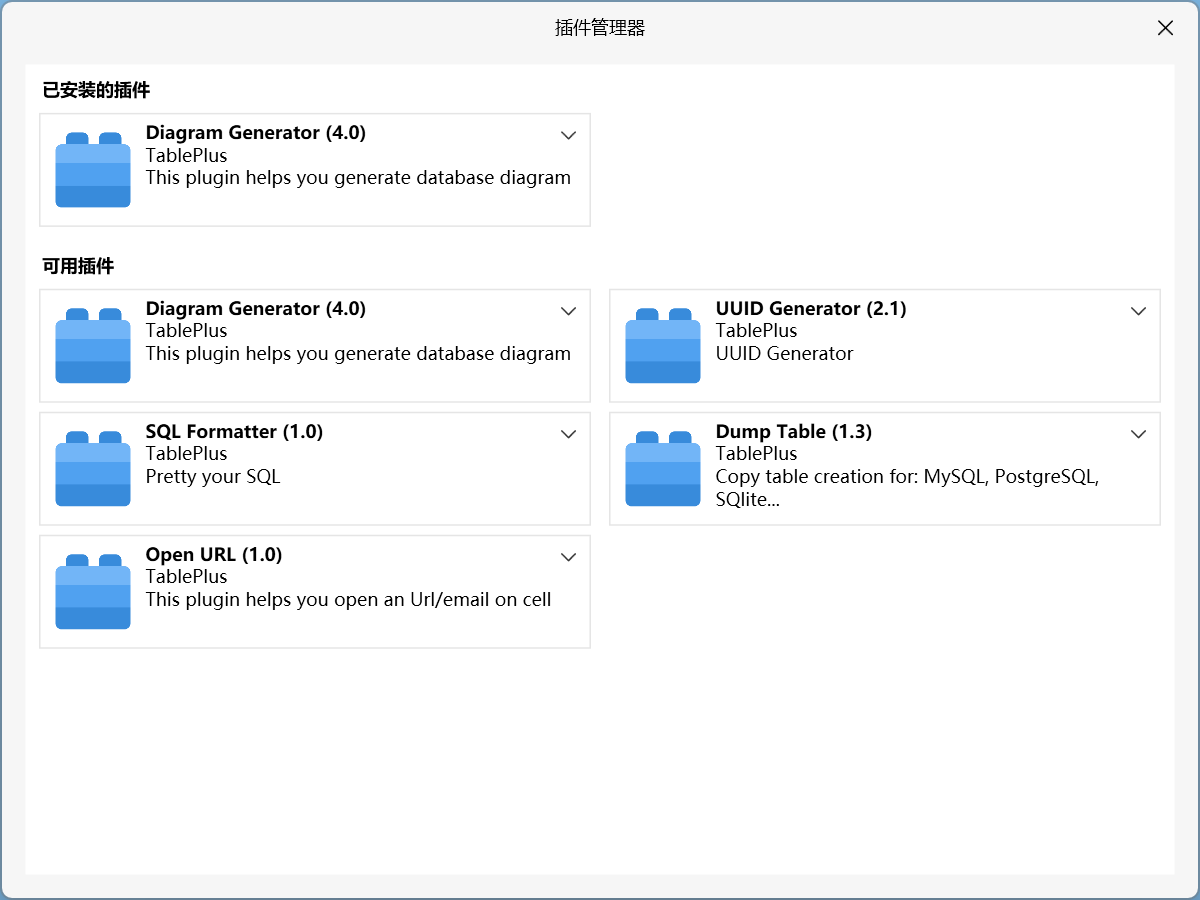 插件管理器
已安装的插件
Diagram Generator (4.0)
TablePlus
This plugin helps you generate database diagram
可用插件
Diagram Generator (4.0)
TablePlus
This plugin helps you generate database diagram
UUID Generator (2.1)
TablePlus
UUID Generator
SQL Formatter (1.0)
TablePlus
Pretty your SQL
Dump Table (1.3)
TablePlus
Copy table creation for: MySQL, PostgreSQL,
SQlite...
Open URL (1.0)
TablePlus
This plugin helps you open an Url/email on cell